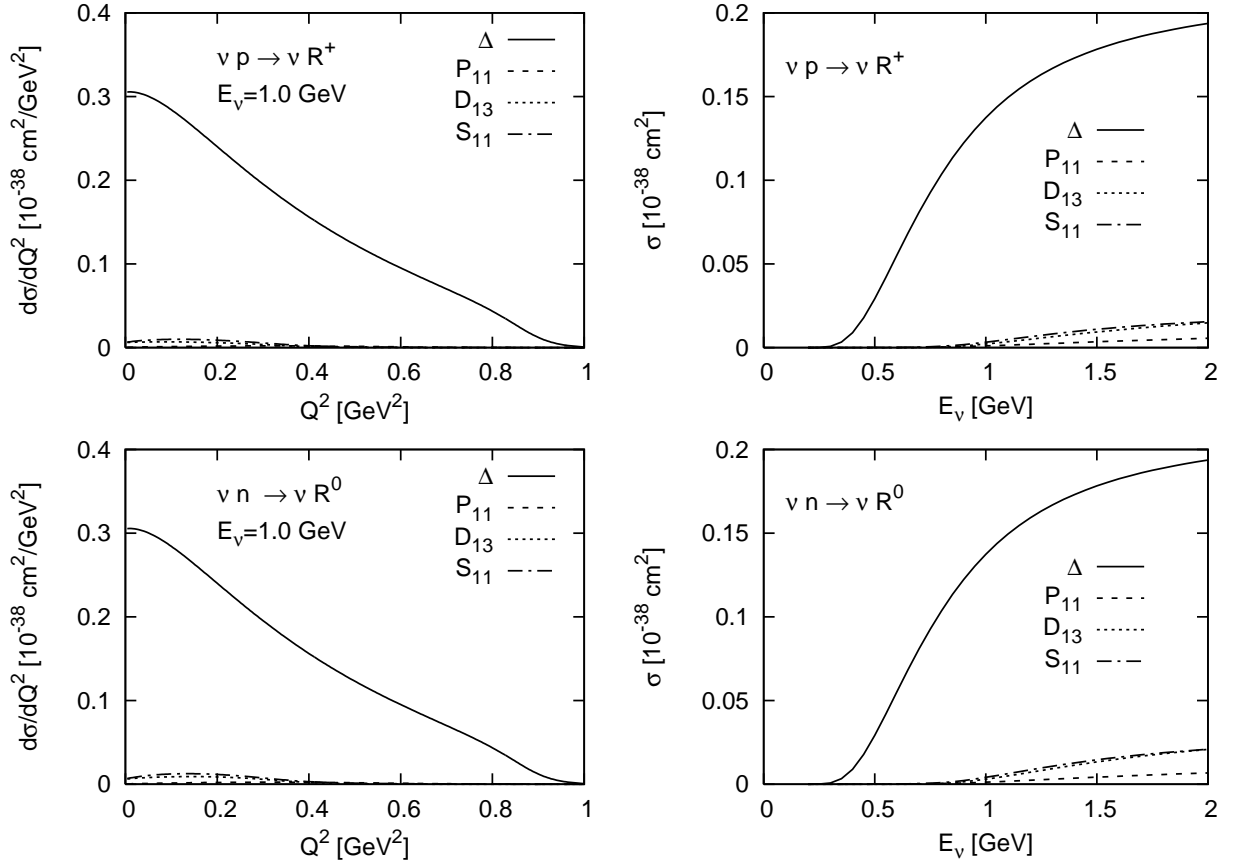 dσ/dQ² [10⁻³⁸ cm²/GeV²]
0.4
0.3
0.2
0.1
0
0 0.2 0.4 0.6 0.8 1
Q² [GeV²]
ν p → ν R⁺
E_ν=1.0 GeV
Δ
P₁₁
D₁₃
S₁₁
σ [10⁻³⁸ cm²]
0.2
0.15
0.1
0.05
0
0 0.5 1 1.5 2
E_ν [GeV]
ν p → ν R⁺
Δ
P₁₁
D₁₃
S₁₁
dσ/dQ² [10⁻³⁸ cm²/GeV²]
0.4
0.3
0.2
0.1
0
0 0.2 0.4 0.6 0.8 1
Q² [GeV²]
ν n → ν R⁰
E_ν=1.0 GeV
Δ
P₁₁
D₁₃
S₁₁
σ [10⁻³⁸ cm²]
0.2
0.15
0.1
0.05
0
0 0.5 1 1.5 2
E_ν [GeV]
ν n → ν R⁰
Δ
P₁₁
D₁₃
S₁₁